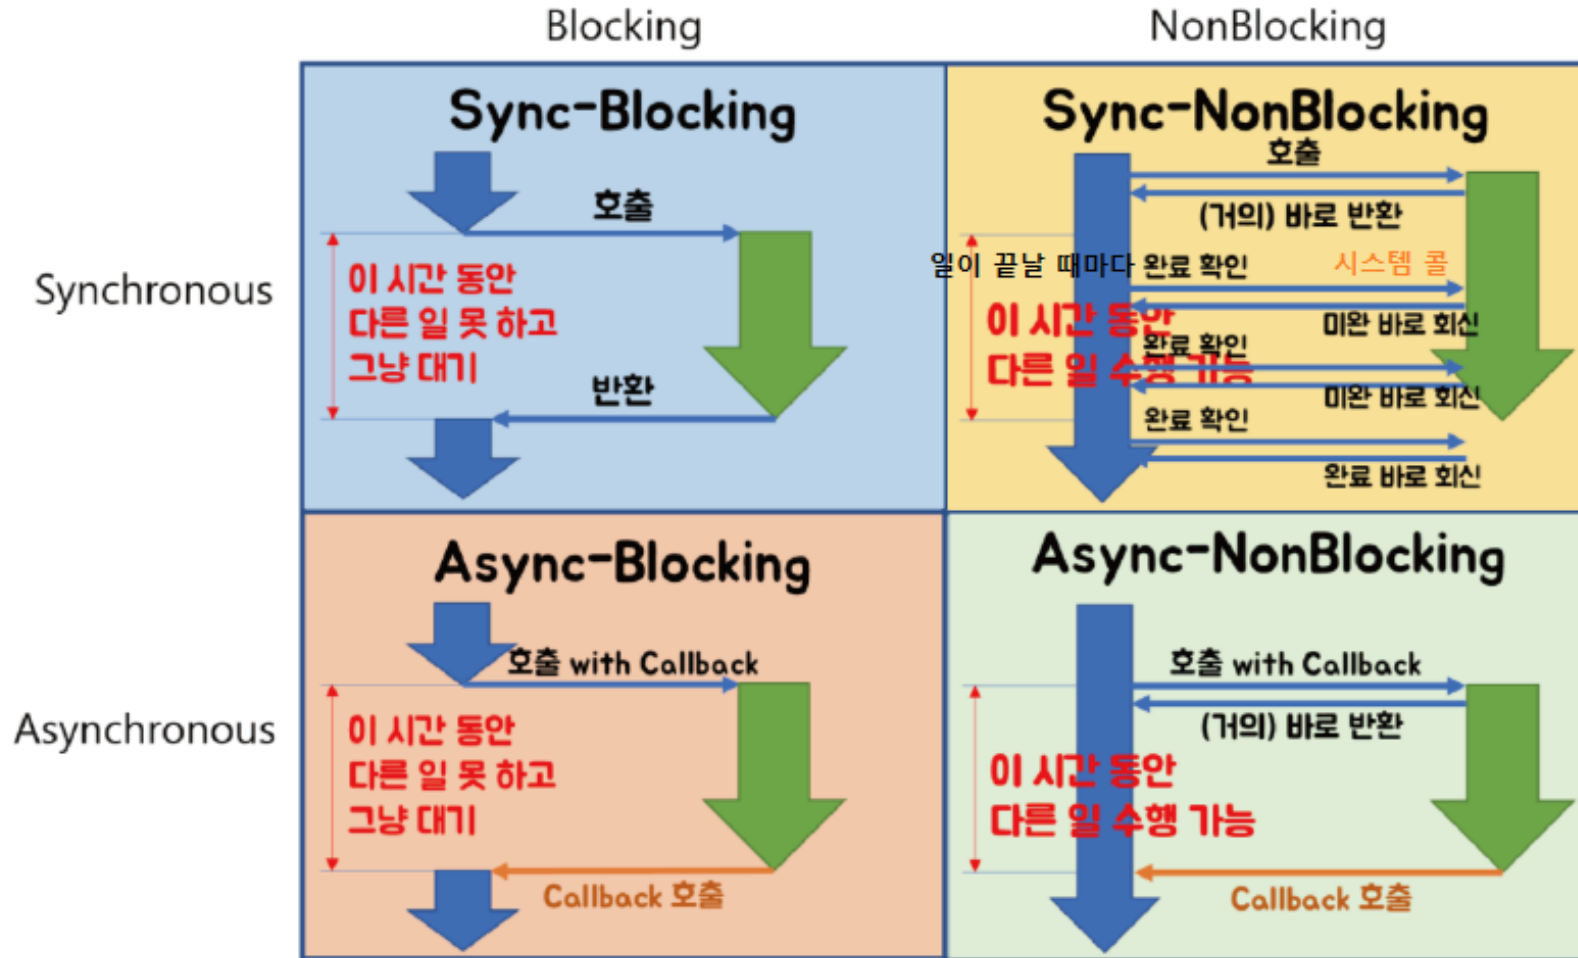 Blocking
NonBlocking
Synchronous
Sync-Blocking
호출
이 시간 동안
다른 일 못 하고
그냥 대기
반환
Sync-NonBlocking
호출
(거의) 바로 반환
일이 끝날 때마다 완료 확인
시스템 콜
이 시간 동안
다른 일 수행 가능
미완 바로 회신
완료 확인
미완 바로 회신
완료 확인
완료 바로 회신
Asynchronous
Async-Blocking
호출 with Callback
이 시간 동안
다른 일 못 하고
그냥 대기
Callback 호출
Async-NonBlocking
호출 with Callback
(거의) 바로 반환
이 시간 동안
다른 일 수행 가능
Callback 호출